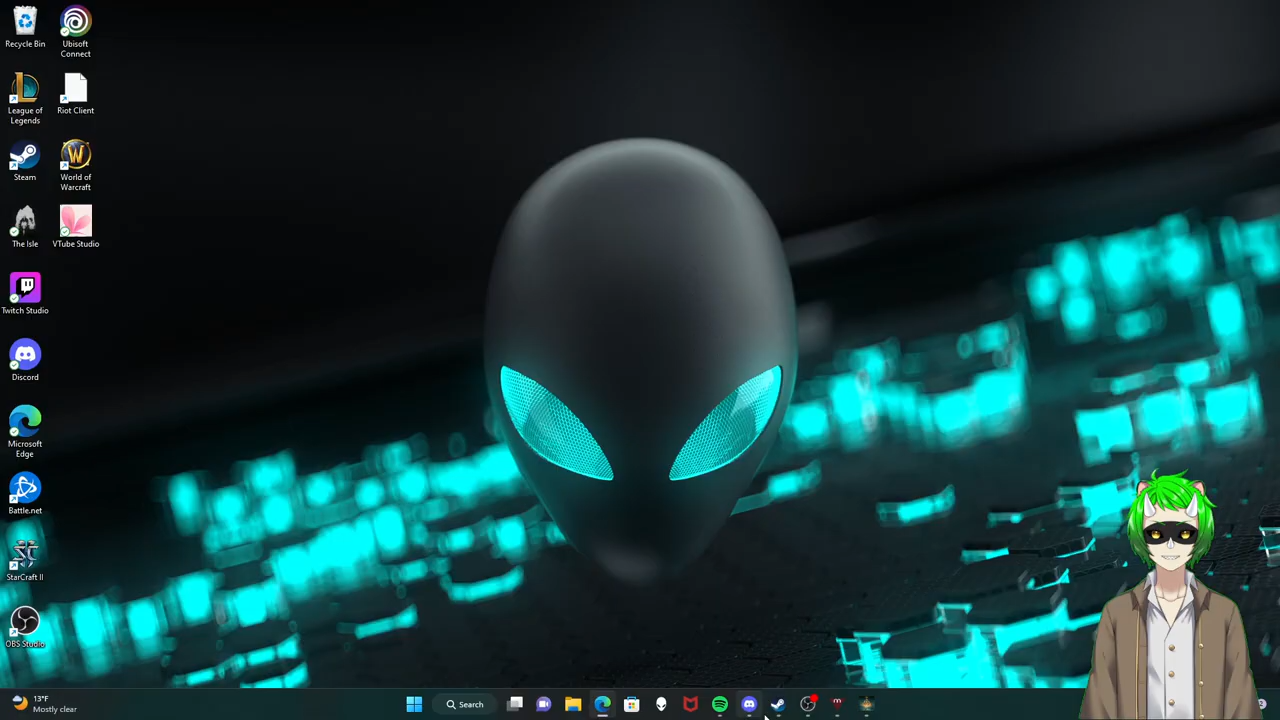 Recycle Bin
Ubisoft
Connect
League of
Legends
Riot Client
Steam
World of
Warcraft
The Isle
VTube Studio
Twitch Studio
Discord
Microsoft
Edge
Battle.net
StarCraft II
OBS Studio
13°F
Mostly clear
Search